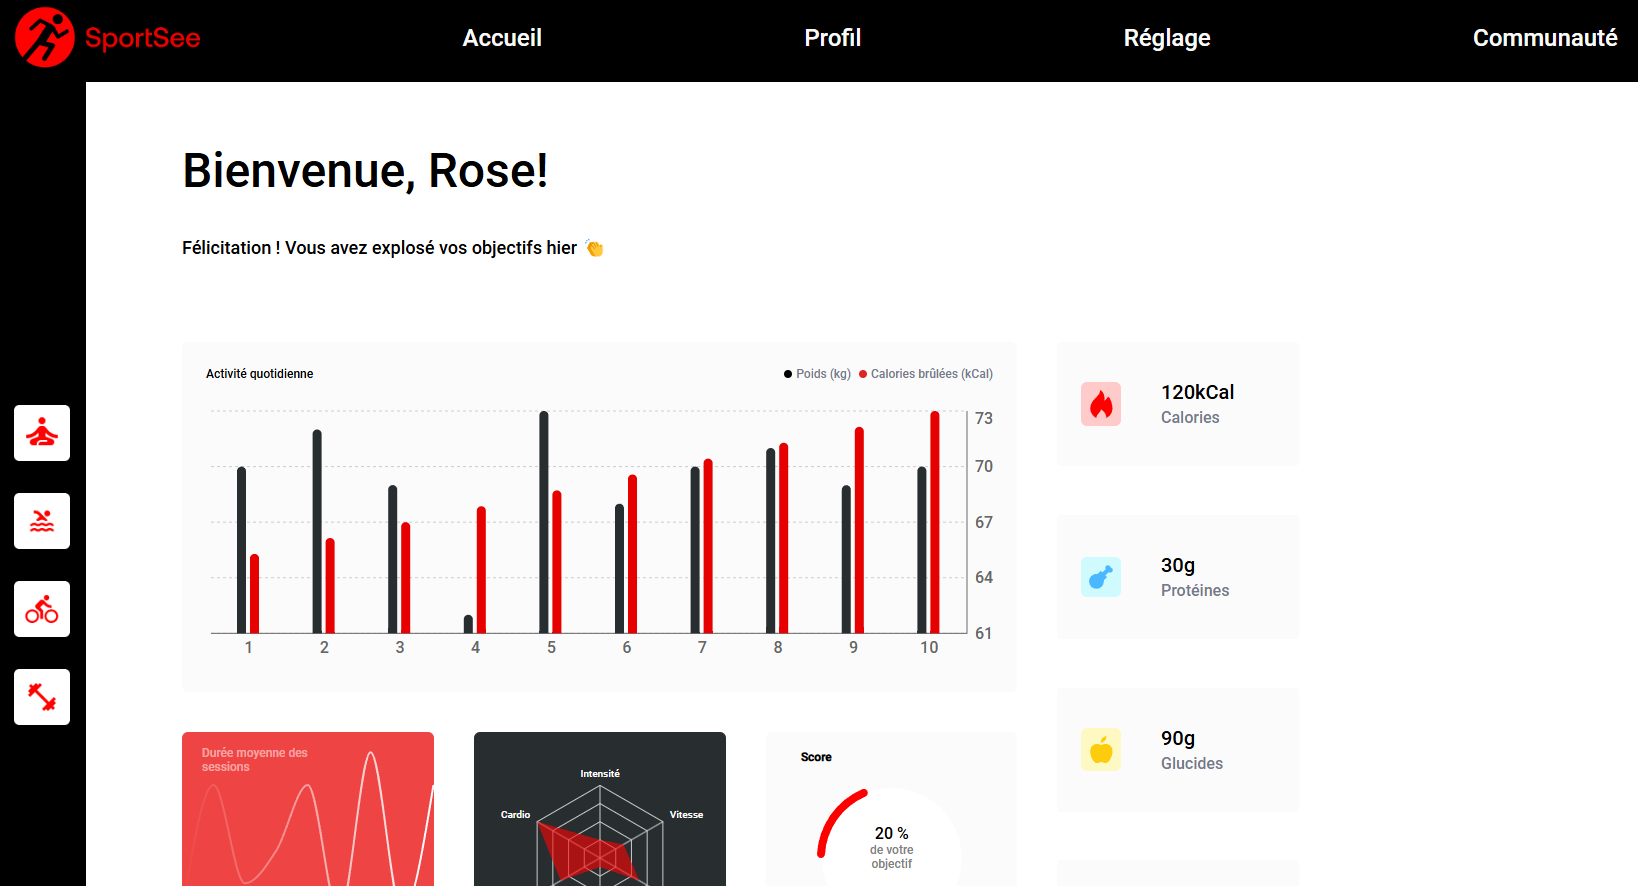 SportSee
Accueil
Profil
Réglage
Communauté
Bienvenue, Rose!
Félicitation ! Vous avez explosé vos objectifs hier 👏
Activité quotidienne
Poids (kg)
Calories brûlées (kCal)
73
70
67
64
61
1 2 3 4 5 6 7 8 9 10
120kCal
Calories
30g
Protéines
90g
Glucides
Durée moyenne des
sessions
Intensité
Cardio
Vitesse
Score
20 %
de votre
objectif